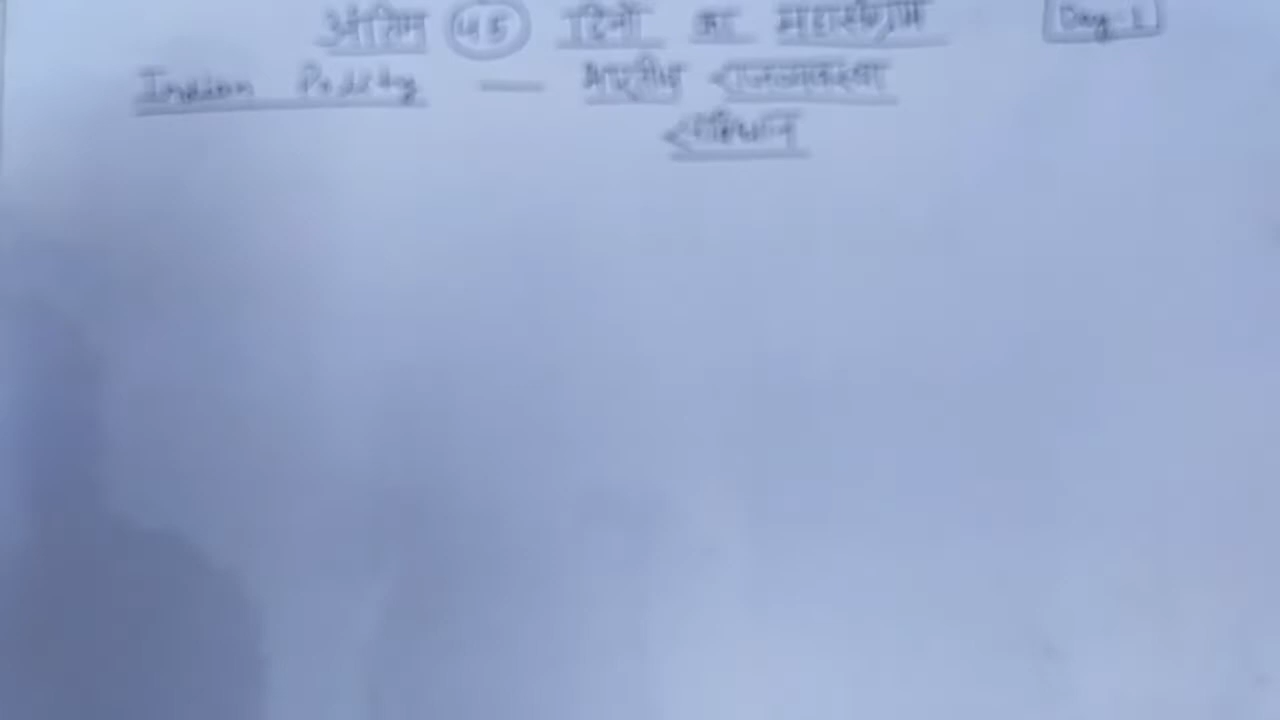 अंतिम 45 दिनों का महासंग्राम Day 1
Indian Polity — भारतीय राजव्यवस्था
संविधान